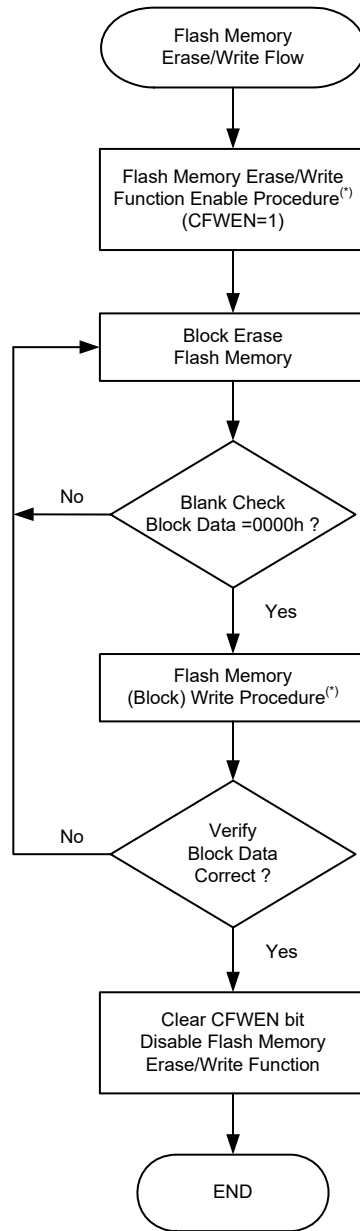 Flash Memory
Erase/Write Flow
Flash Memory Erase/Write
Function Enable Procedure(*)
(CFWEN=1)
Block Erase
Flash Memory
No
Blank Check
Block Data =0000h ?
Yes
Flash Memory
(Block) Write Procedure(*)
No
Verify
Block Data
Correct ?
Yes
Clear CFWEN bit
Disable Flash Memory
Erase/Write Function
END